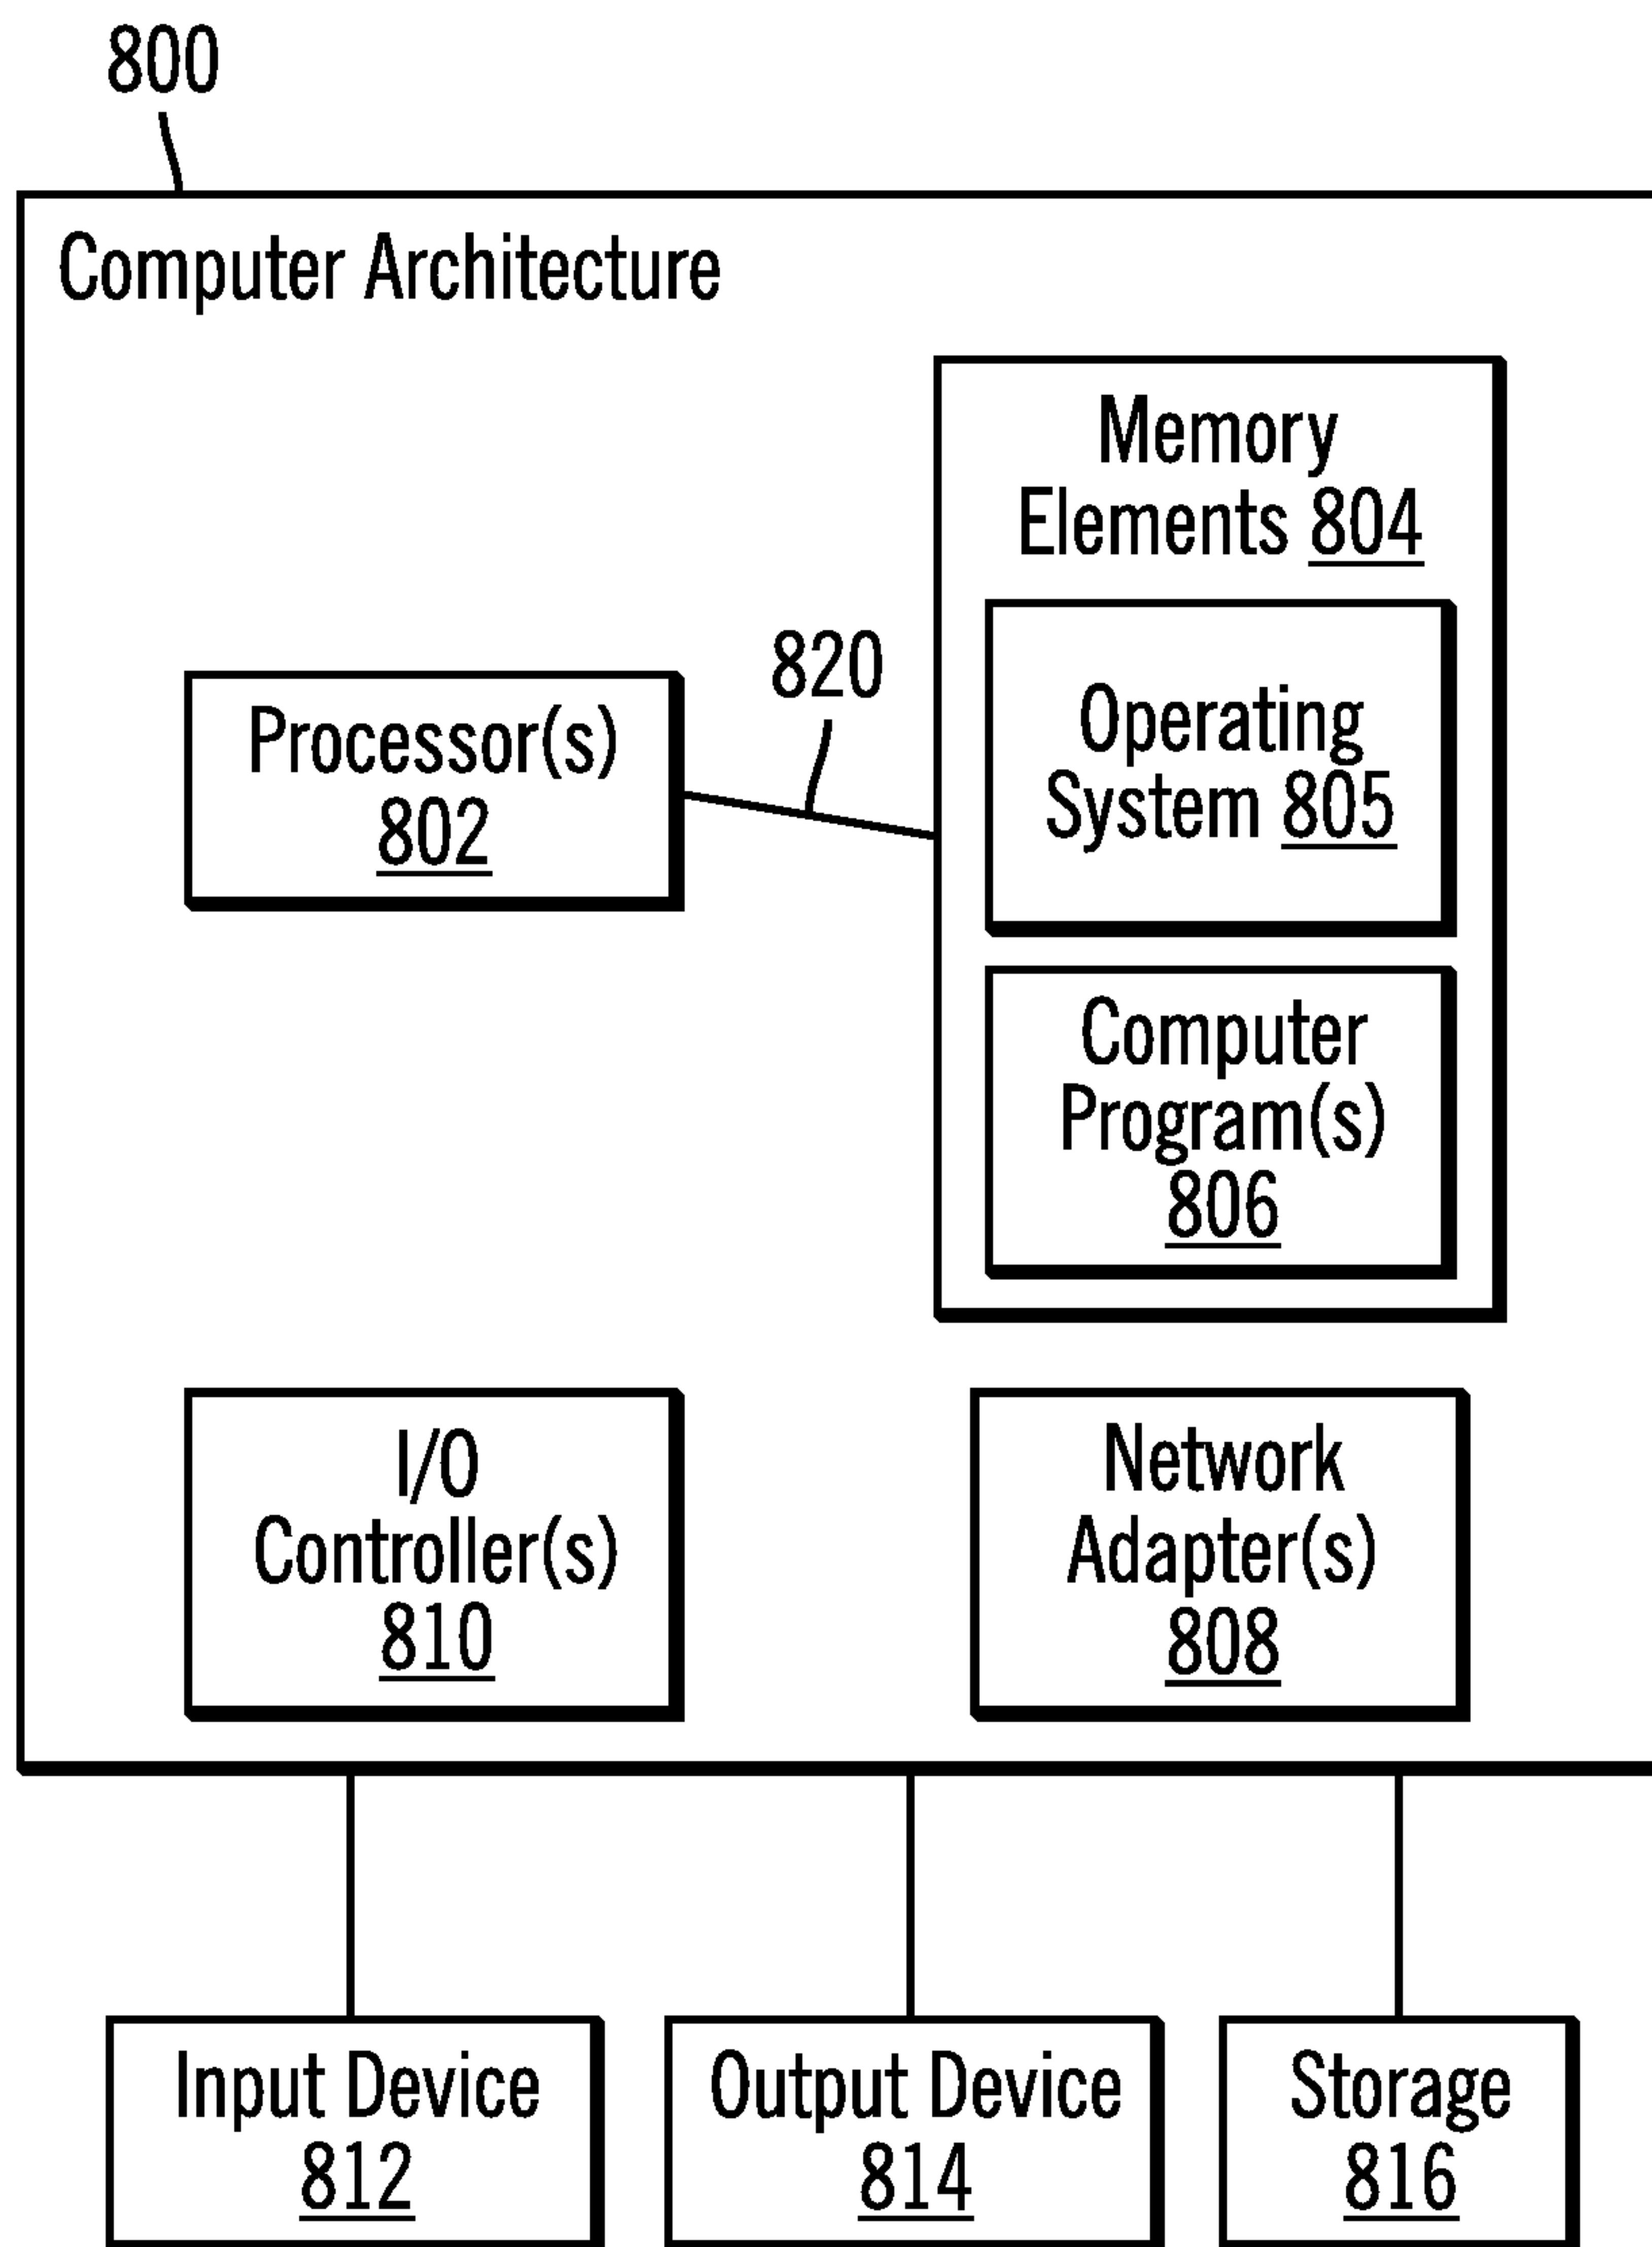 800
Computer Architecture
Memory
Elements 804
820
Processor(s)
802
Operating
System 805
Computer
Program(s)
806
I/O
Controller(s)
810
Network
Adapter(s)
808
Input Device
812
Output Device
814
Storage
816